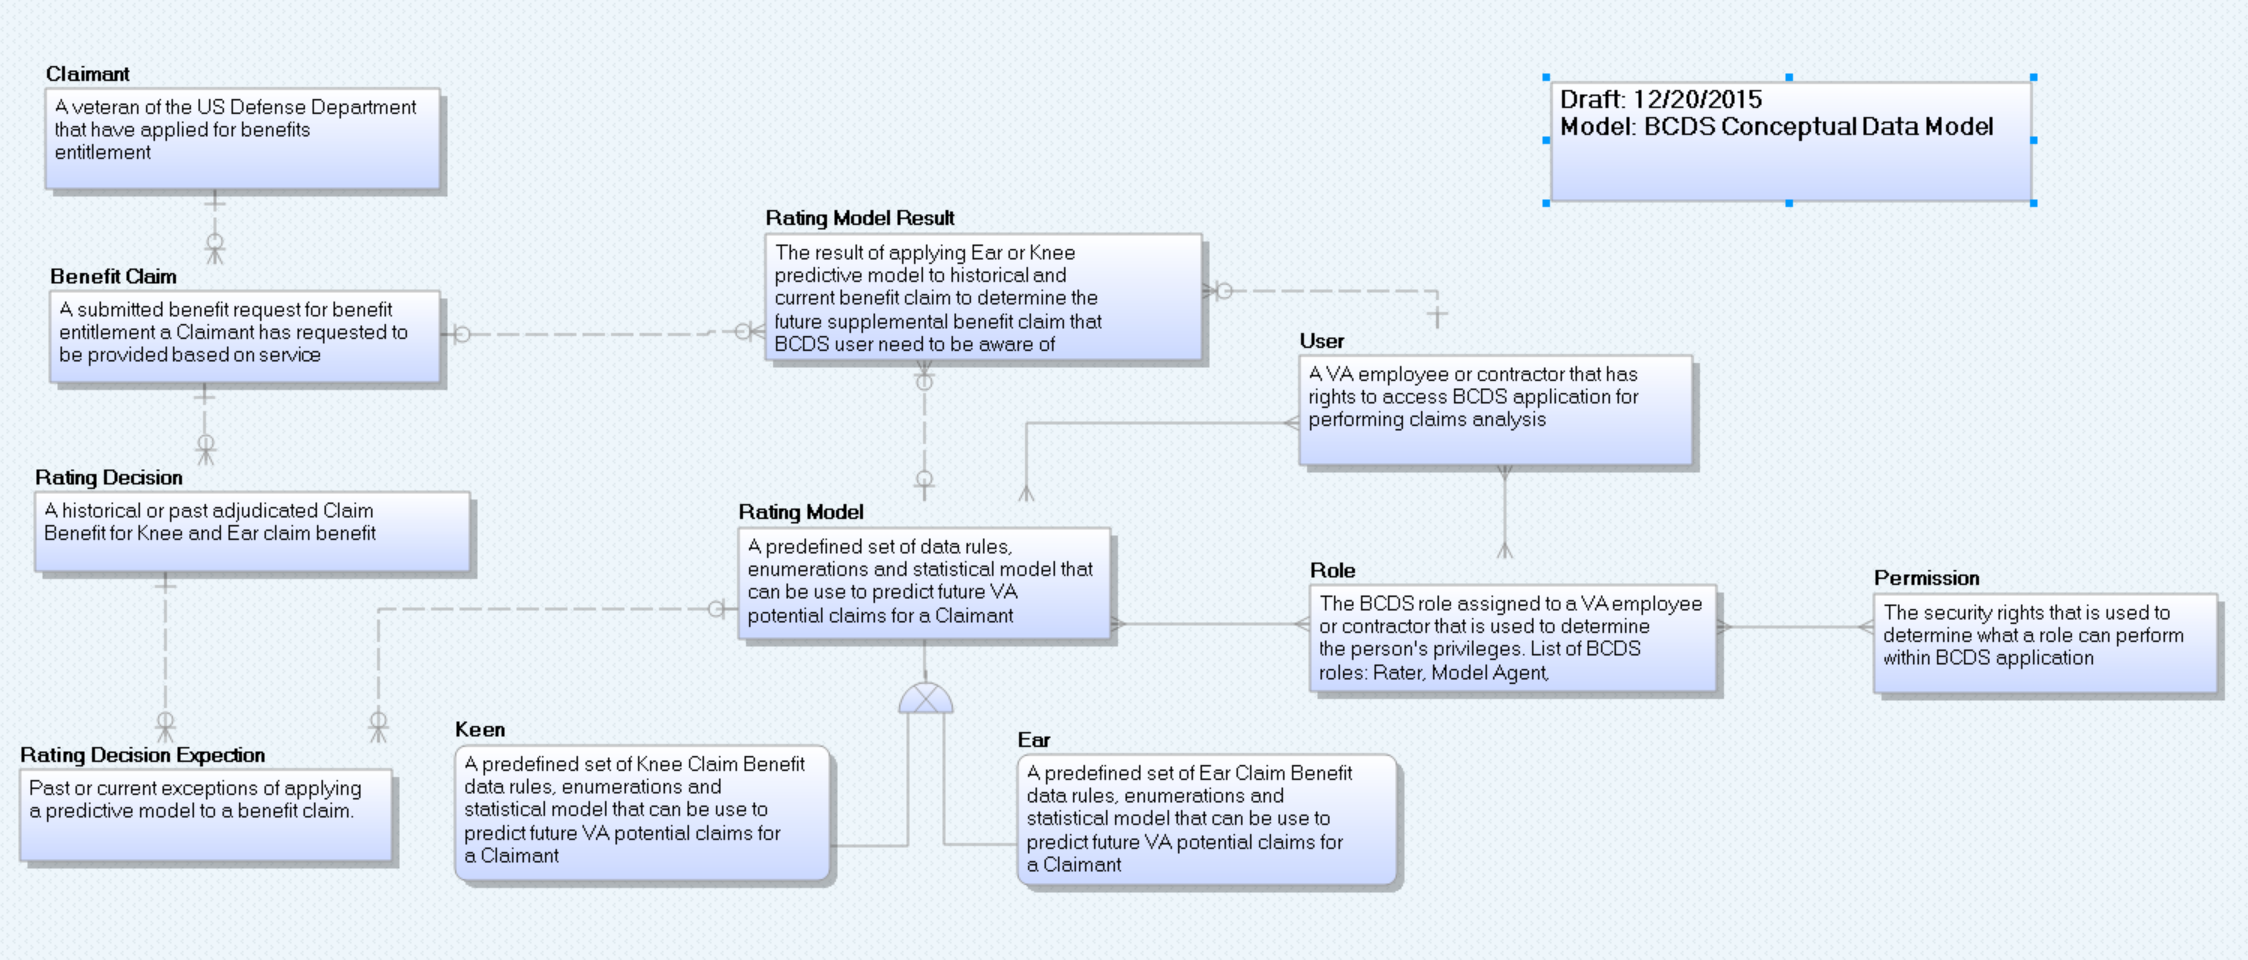 Claimant
A veteran of the US Defense Department
that have applied for benefits
entitlement
Draft: 12/20/2015
Model: BCDS Conceptual Data Model
Rating Model Result
The result of applying Ear or Knee
predictive model to historical and
current benefit claim to determine the
future supplemental benefit claim that
BCDS user need to be aware of
Benefit Claim
A submitted benefit request for benefit
entitlement a Claimant has requested to
be provided based on service
User
A VA employee or contractor that has
rights to access BCDS application for
performing claims analysis
Rating Decision
A historical or past adjudicated Claim
Benefit for Knee and Ear claim benefit
Rating Model
A predefined set of data rules,
enumerations and statistical model that
can be use to predict future VA
potential claims for a Claimant
Role
The BCDS role assigned to a VA employee
or contractor that is used to determine
the person's privileges. List of BCDS
roles: Rater, Model Agent,
Permission
The security rights that is used to
determine what a role can perform
within BCDS application
Rating Decision Expection
Past or current exceptions of applying
a predictive model to a benefit claim.
Keen
A predefined set of Knee Claim Benefit
data rules, enumerations and
statistical model that can be use to
predict future VA potential claims for
a Claimant
Ear
A predefined set of Ear Claim Benefit
data rules, enumerations and
statistical model that can be use to
predict future VA potential claims for
a Claimant